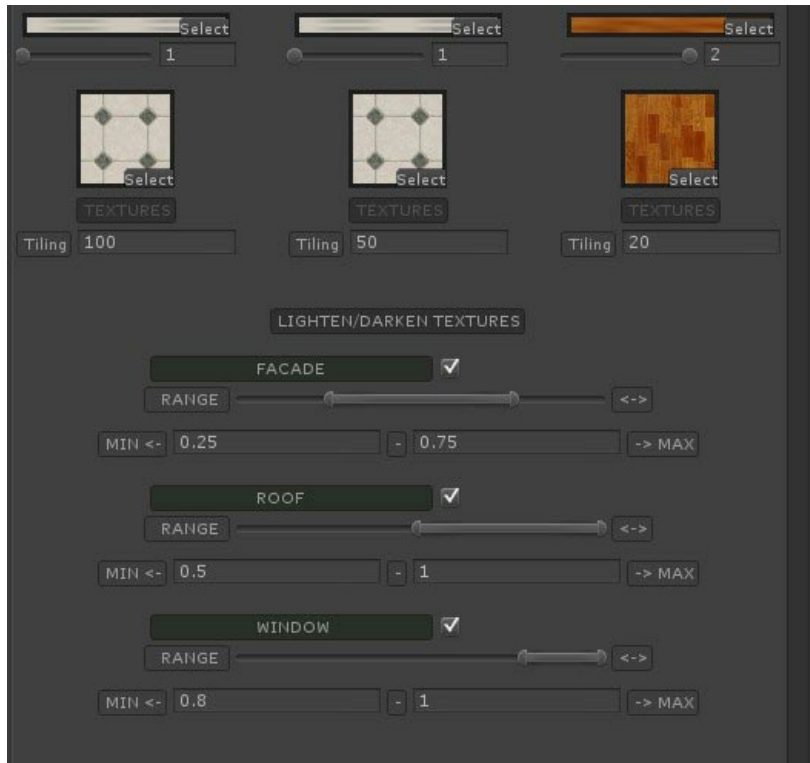 Select Select Select
1 1 2
Select Select Select
TEXTURES TEXTURES TEXTURES
Tiling 100 Tiling 50 Tiling 20
LIGHTEN/DARKEN TEXTURES
FACADE
RANGE <->
MIN <- 0.25 - 0.75 -> MAX
ROOF
RANGE <->
MIN <- 0.5 - 1 -> MAX
WINDOW
RANGE <->
MIN <- 0.8 - 1 -> MAX